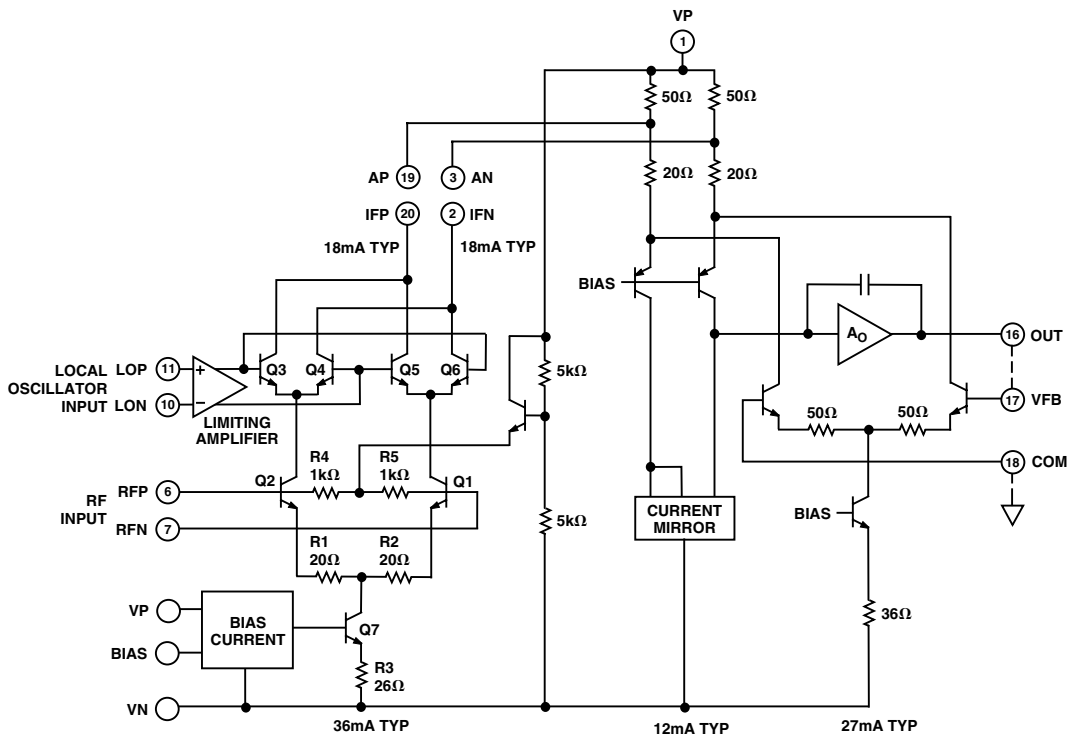 VP
1
50Ω
50Ω
AP 19
3 AN
20Ω
20Ω
IFP 20
2 IFN
18mA TYP
18mA TYP
BIAS
A_O
16 OUT
LOCAL
OSCILLATOR
INPUT
LOP 11
LON 10
+
−
LIMITING
AMPLIFIER
Q3
Q4
Q5
Q6
5kΩ
17 VFB
50Ω
50Ω
18 COM
R4
1kΩ
R5
1kΩ
Q2
Q1
RF
INPUT
RFP 6
RFN 7
CURRENT
MIRROR
BIAS
5kΩ
R1
20Ω
R2
20Ω
VP
BIAS
BIAS
CURRENT
Q7
36Ω
R3
26Ω
VN
36mA TYP
12mA TYP
27mA TYP